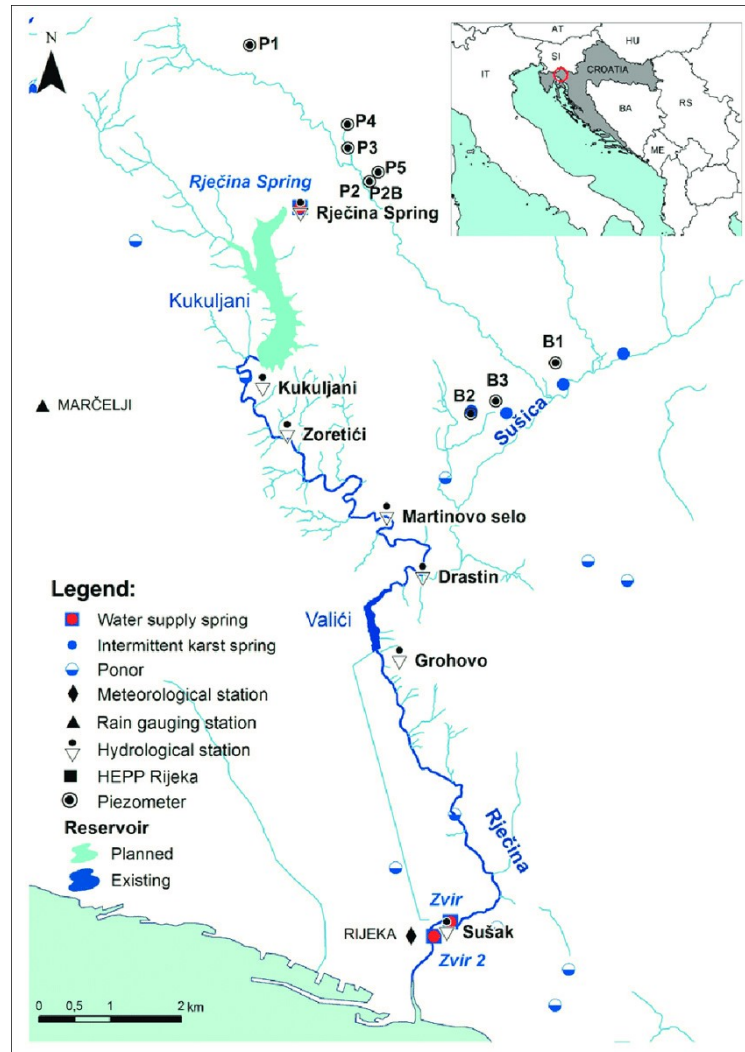 N
P1
P4
P3
P5
P2
P2B
Rječina Spring
Rječina Spring
Kukuljani
Kukuljani
MARČELJI
Zoretići
B1
B3
B2
Sušica
Martinovo selo
Drastin
Valići
Grohovo
Rječina
Zvir
RIJEKA
Sušak
Zvir 2
AT
HU
SI
IT
CROATIA
BA
RS
ME
Legend:
Water supply spring
Intermittent karst spring
Ponor
Meteorological station
Rain gauging station
Hydrological station
HEPP Rijeka
Piezometer
Reservoir
Planned
Existing
0 0,5 1 2 km